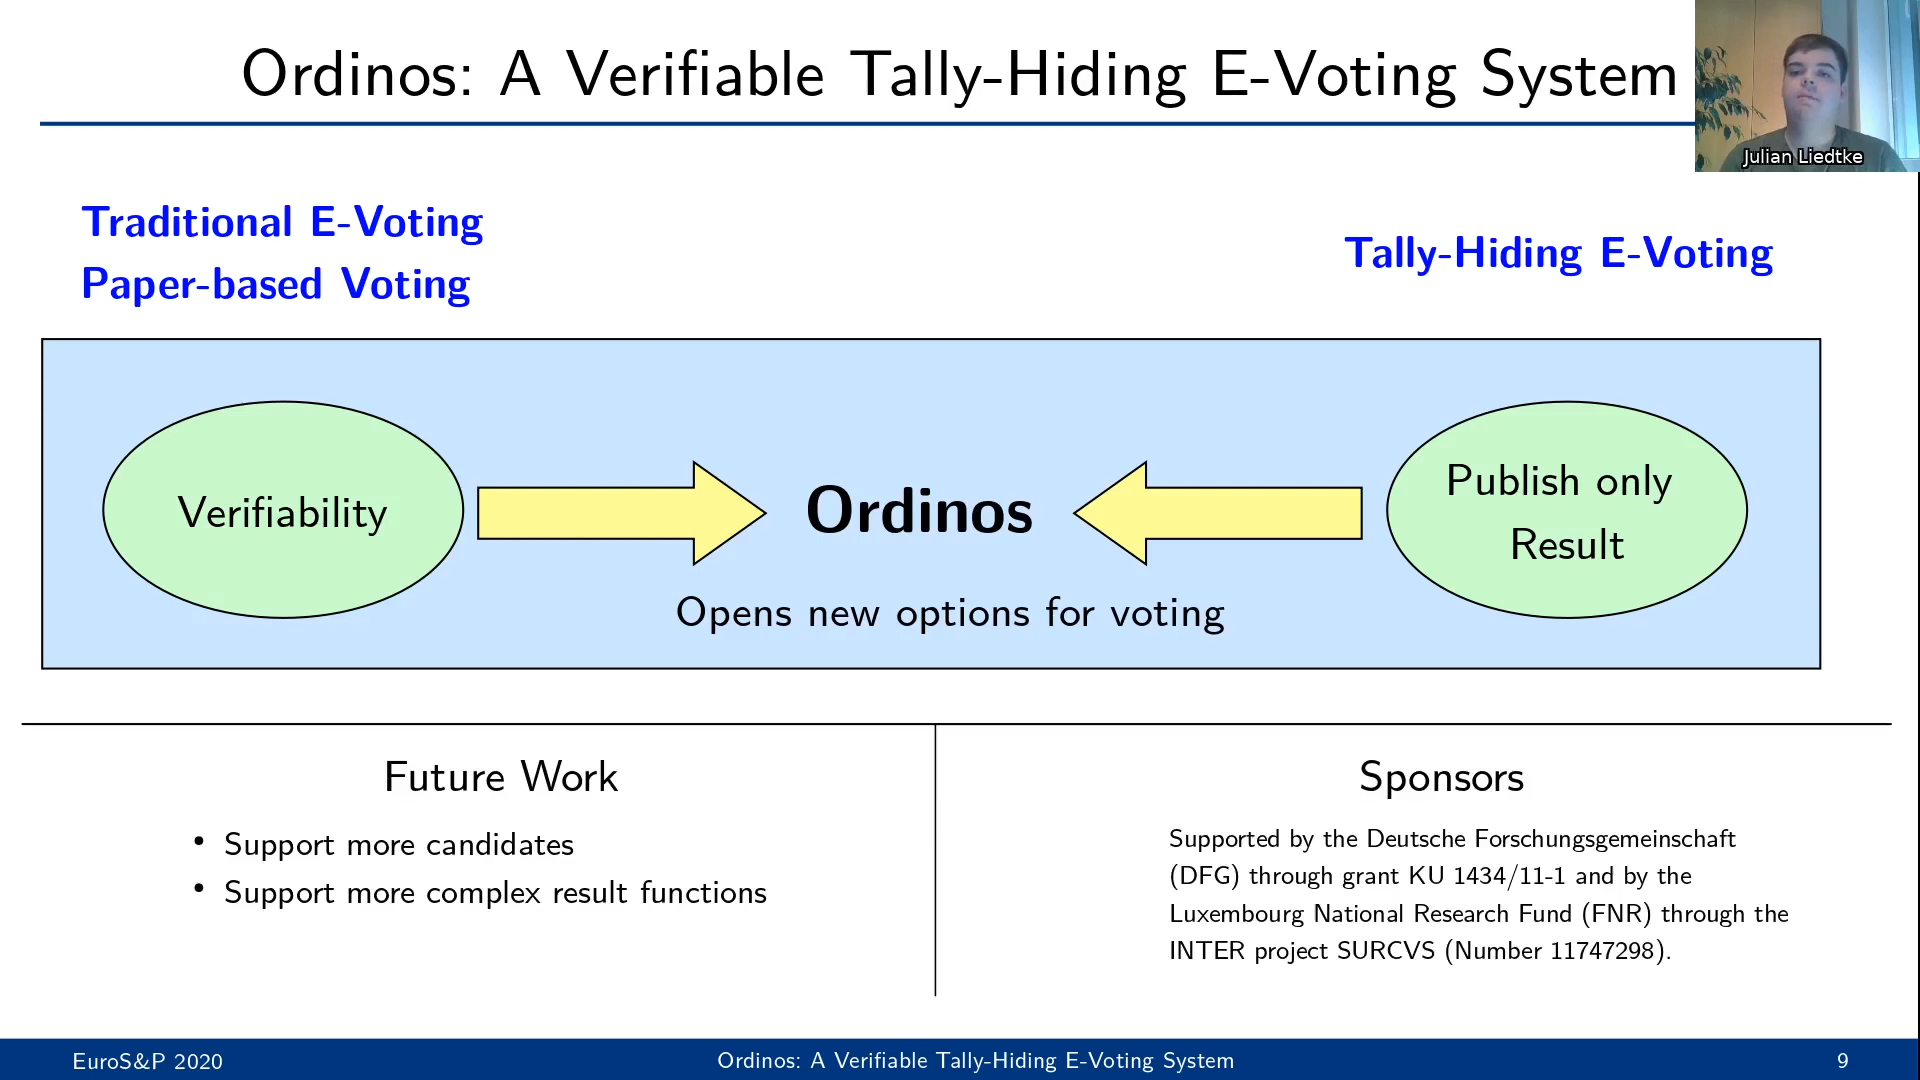 Ordinos: A Verifiable Tally-Hiding E-Voting System
Julian Liedtke
Traditional E-Voting
Paper-based Voting
Tally-Hiding E-Voting
Verifiability
Ordinos
Publish only
Result
Opens new options for voting
Future Work
• Support more candidates
• Support more complex result functions
Sponsors
Supported by the Deutsche Forschungsgemeinschaft
(DFG) through grant KU 1434/11-1 and by the
Luxembourg National Research Fund (FNR) through the
INTER project SURCVS (Number 11747298).
EuroS&P 2020
Ordinos: A Verifiable Tally-Hiding E-Voting System
9